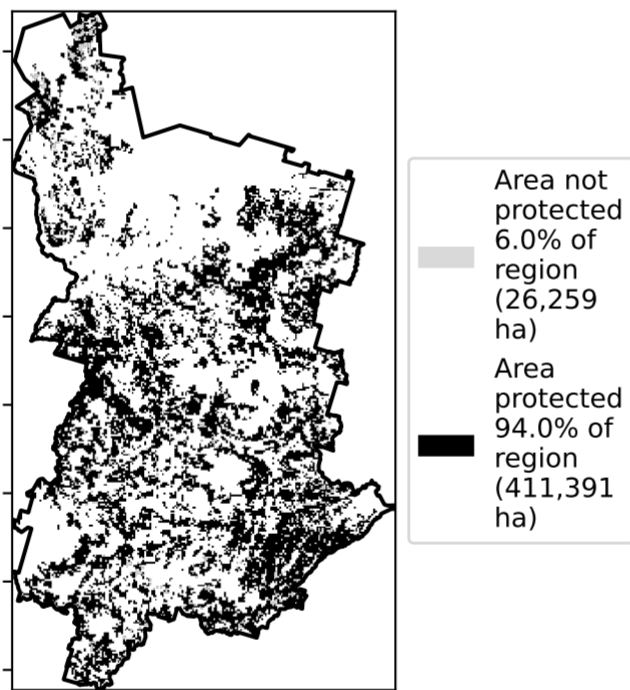 Area not
protected
6.0% of
region
(26,259
ha)
Area
protected
94.0% of
region
(411,391
ha)